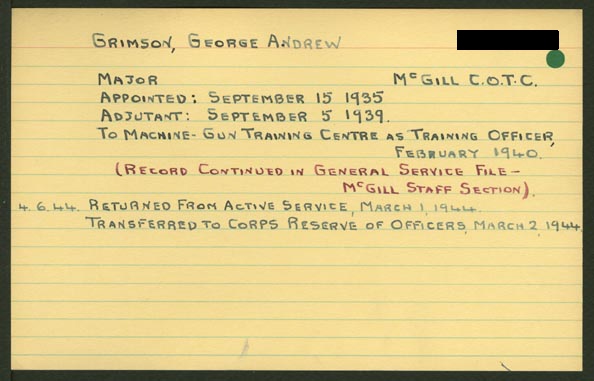 GRIMSON, GEORGE ANDREW
MAJOR McGILL C.O.T.C.
APPOINTED: SEPTEMBER 15 1935
ADJUTANT: SEPTEMBER 5 1939.
TO MACHINE-GUN TRAINING CENTRE AS TRAINING OFFICER,
FEBRUARY 1940.
(RECORD CONTINUED IN GENERAL SERVICE FILE-
McGILL STAFF SECTION).
4.6.44. RETURNED FROM ACTIVE SERVICE, MARCH 1, 1944.
TRANSFERRED TO CORPS RESERVE OF OFFICERS, MARCH 2, 1944.